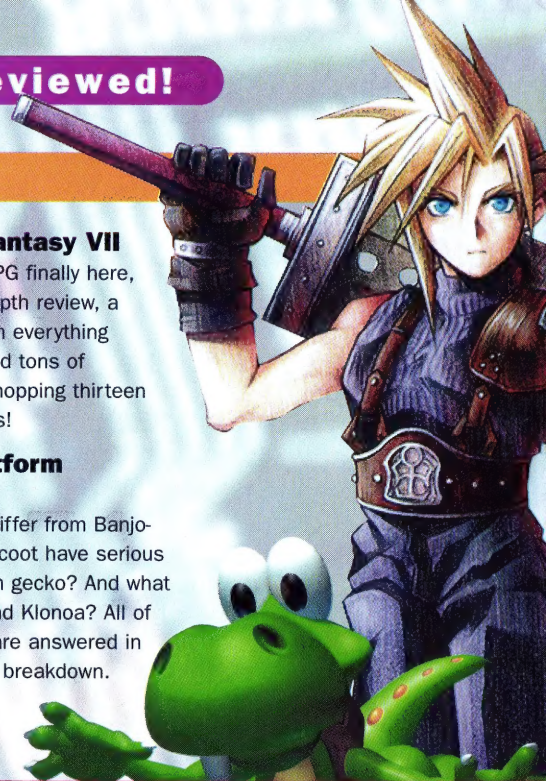 eviewed!
antasy VII
PG finally here,
pth review, a
n everything
d tons of
hopping thirteen
s!
tform
iffer from Banjo-
coot have serious
n gecko? And what
nd Klonoa? All of
are answered in
breakdown.